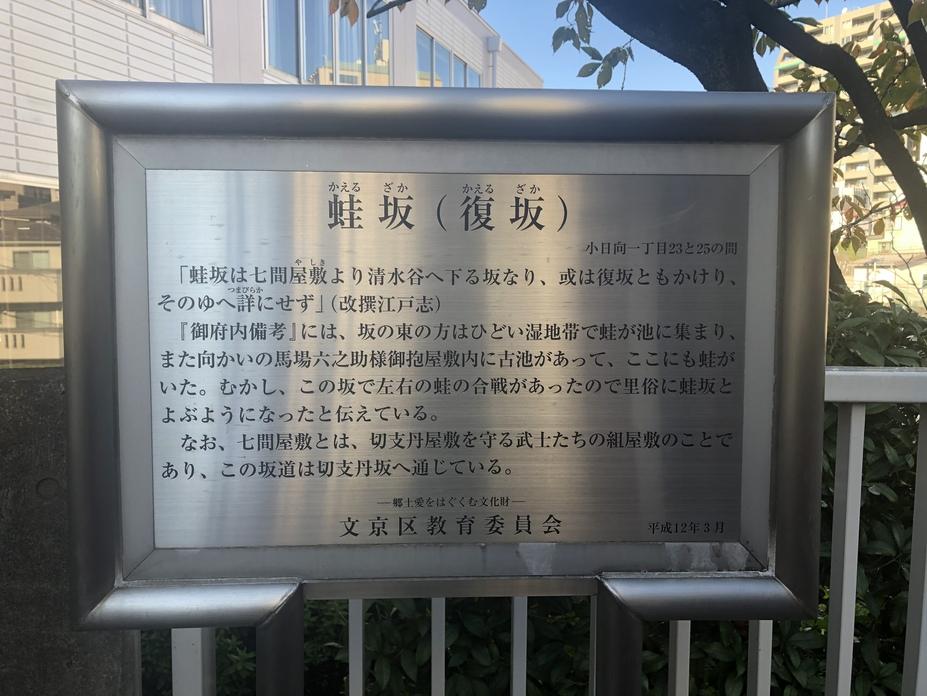 かえる ざか かえる ざか
蛙坂(復坂)
小日向一丁目23と25の間
やしき
「蛙坂は七間屋敷より清水谷へ下る坂なり、或は復坂ともかけり、
つまびらか
そのゆへ詳にせず」(改撰江戸志)
『御府内備考』には、坂の東の方はひどい湿地帯で蛙が池に集まり、
また向かいの馬場六之助様御抱屋敷内に古池があって、ここにも蛙が
いた。むかし、この坂で左右の蛙の合戦があったので里俗に蛙坂と
よぶようになったと伝えている。
なお、七間屋敷とは、切支丹屋敷を守る武士たちの組屋敷のことで
あり、この坂道は切支丹坂へ通じている。
―郷土愛をはぐくむ文化財―
文京区教育委員会
平成12年3月